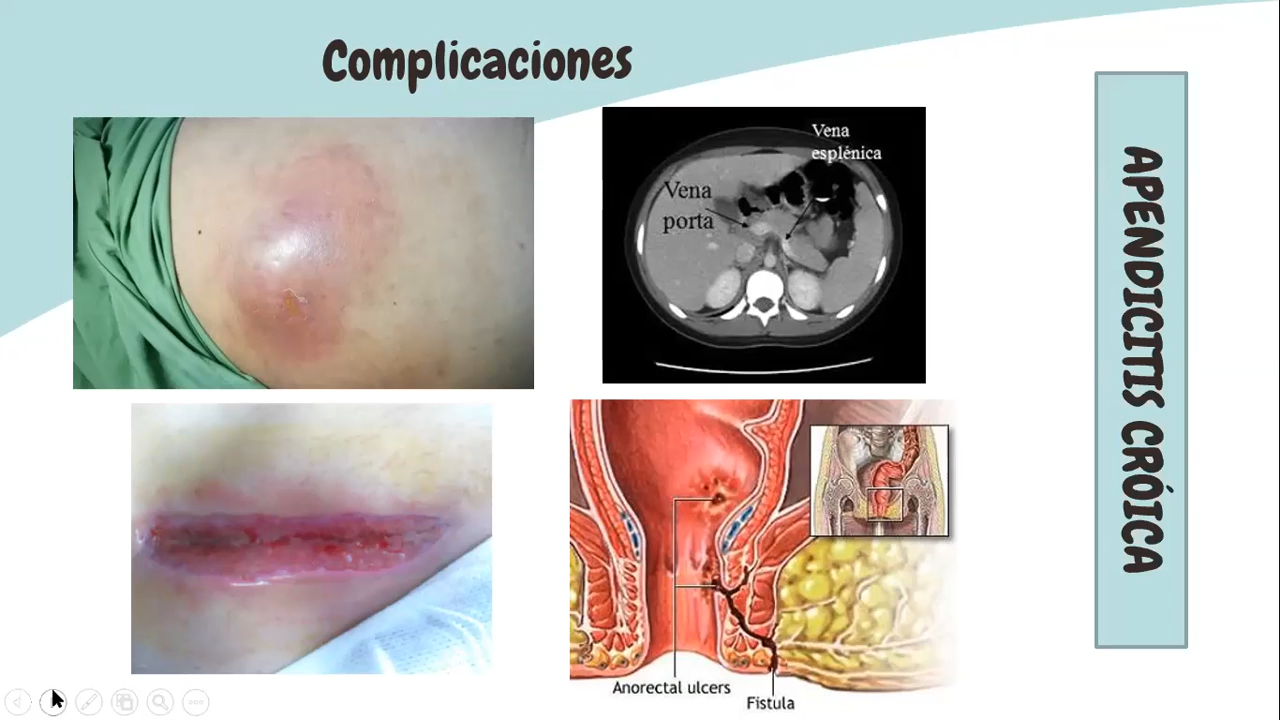 Complicaciones
Vena
esplénica
Vena
porta
Anorectal ulcers
Fistula
APENDICITIS CRÓICA